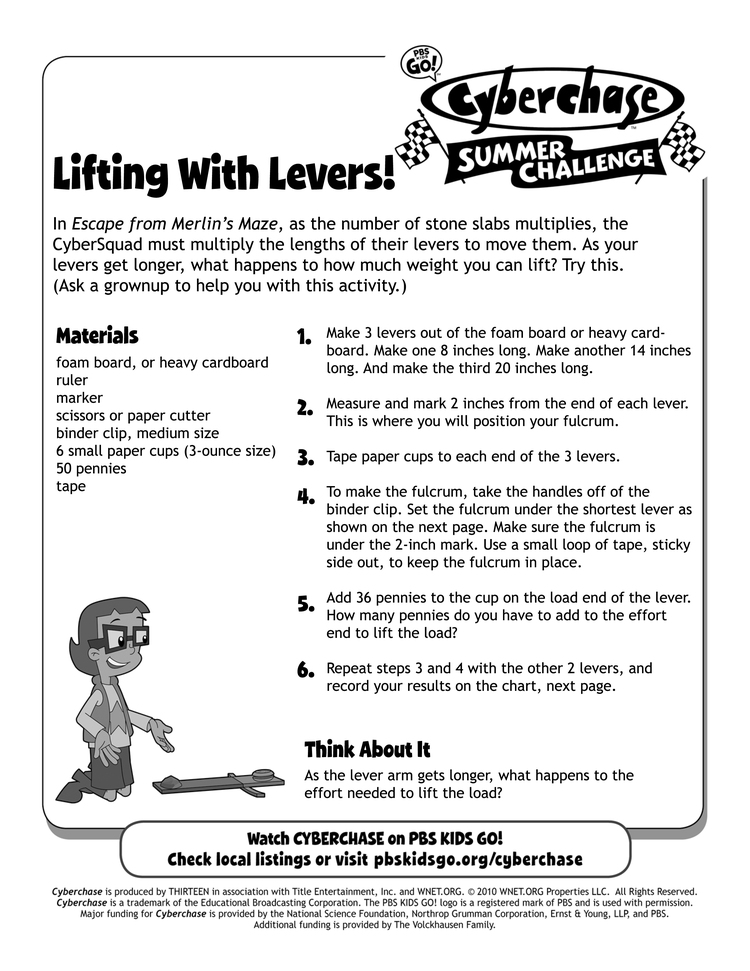 PBS
KIDS
GO!
Cyberchase
TM
SUMMER
CHALLENGE
Lifting With Levers!
In Escape from Merlin's Maze, as the number of stone slabs multiplies, the
CyberSquad must multiply the lengths of their levers to move them. As your
levers get longer, what happens to how much weight you can lift? Try this.
(Ask a grownup to help you with this activity.)
Materials
foam board, or heavy cardboard
ruler
marker
scissors or paper cutter
binder clip, medium size
6 small paper cups (3-ounce size)
50 pennies
tape
1. Make 3 levers out of the foam board or heavy card-
board. Make one 8 inches long. Make another 14 inches
long. And make the third 20 inches long.
2. Measure and mark 2 inches from the end of each lever.
This is where you will position your fulcrum.
3. Tape paper cups to each end of the 3 levers.
4. To make the fulcrum, take the handles off of the
binder clip. Set the fulcrum under the shortest lever as
shown on the next page. Make sure the fulcrum is
under the 2-inch mark. Use a small loop of tape, sticky
side out, to keep the fulcrum in place.
5. Add 36 pennies to the cup on the load end of the lever.
How many pennies do you have to add to the effort
end to lift the load?
6. Repeat steps 3 and 4 with the other 2 levers, and
record your results on the chart, next page.
Think About It
As the lever arm gets longer, what happens to the
effort needed to lift the load?
Watch CYBERCHASE on PBS KIDS GO!
Check local listings or visit pbskidsgo.org/cyberchase
Cyberchase is produced by THIRTEEN in association with Title Entertainment, Inc. and WNET.ORG. © 2010 WNET.ORG Properties LLC. All Rights Reserved.
Cyberchase is a trademark of the Educational Broadcasting Corporation. The PBS KIDS GO! logo is a registered mark of PBS and is used with permission.
Major funding for Cyberchase is provided by the National Science Foundation, Northrop Grumman Corporation, Ernst & Young, LLP, and PBS.
Additional funding is provided by The Volckhausen Family.